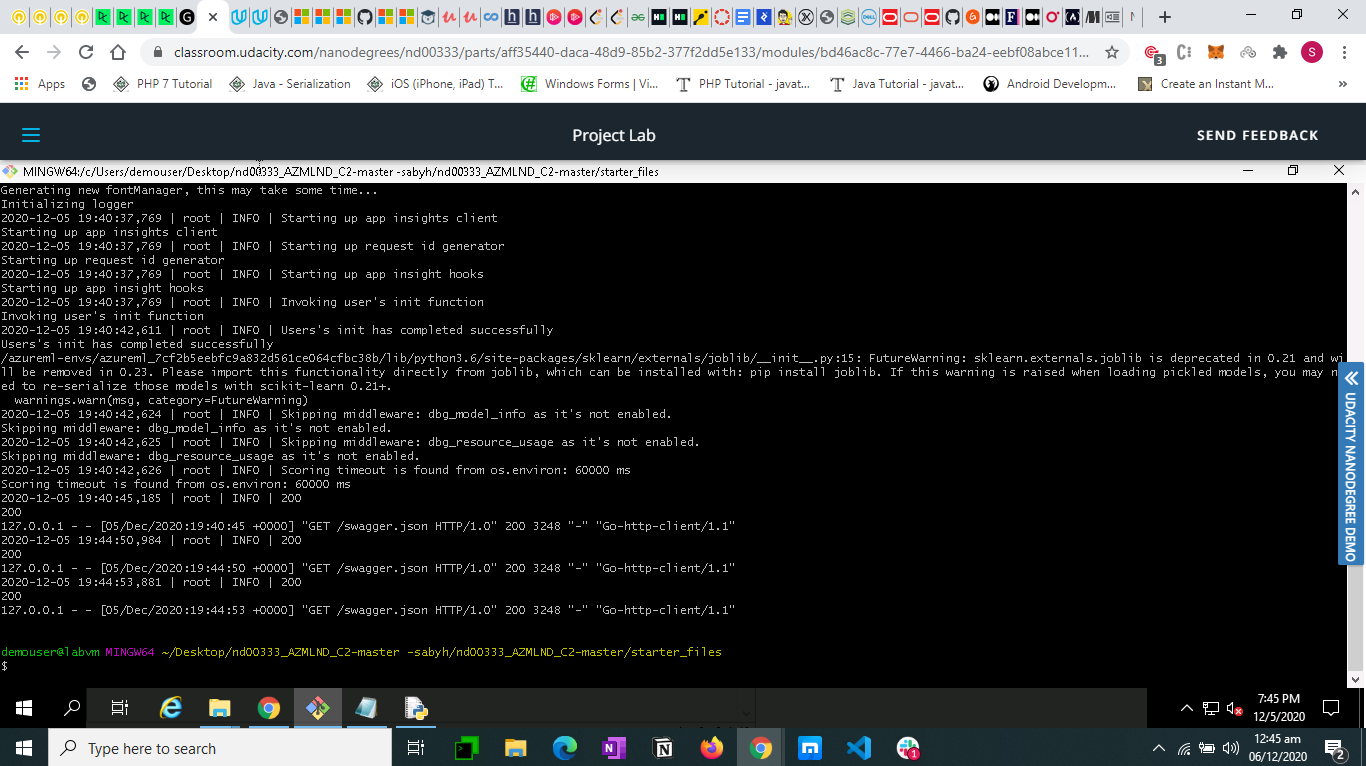 classroom.udacity.com/nanodegrees/nd00333/parts/aff35440-daca-48d9-85b2-377f2dd5e133/modules/bd46ac8c-77e7-4466-ba24-eebf08abce11...
3
S
Apps
PHP 7 Tutorial
Java - Serialization
iOS (iPhone, iPad) T...
Windows Forms | Vi...
PHP Tutorial - javat...
Java Tutorial - javat...
Android Developm...
Create an Instant M...
»
Project Lab
SEND FEEDBACK
MINGW64:/c/Users/demouser/Desktop/nd00333_AZMLND_C2-master -sabyh/nd00333_AZMLND_C2-master/starter_files
Generating new fontManager, this may take some time...
Initializing logger
2020-12-05 19:40:37,769 | root | INFO | Starting up app insights client
Starting up app insights client
2020-12-05 19:40:37,769 | root | INFO | Starting up request id generator
Starting up request id generator
2020-12-05 19:40:37,769 | root | INFO | Starting up app insight hooks
Starting up app insight hooks
2020-12-05 19:40:37,769 | root | INFO | Invoking user's init function
Invoking user's init function
2020-12-05 19:40:42,611 | root | INFO | Users's init has completed successfully
Users's init has completed successfully
/azureml-envs/azureml_7cf2b5eebfc9a832d561ce064cfbc38b/lib/python3.6/site-packages/sklearn/externals/joblib/__init__.py:15: FutureWarning: sklearn.externals.joblib is deprecated in 0.21 and wi
ll be removed in 0.23. Please import this functionality directly from joblib, which can be installed with: pip install joblib. If this warning is raised when loading pickled models, you may n
ed to re-serialize those models with scikit-learn 0.21+.
warnings.warn(msg, category=FutureWarning)
2020-12-05 19:40:42,624 | root | INFO | Skipping middleware: dbg_model_info as it's not enabled.
Skipping middleware: dbg_model_info as it's not enabled.
2020-12-05 19:40:42,625 | root | INFO | Skipping middleware: dbg_resource_usage as it's not enabled.
Skipping middleware: dbg_resource_usage as it's not enabled.
2020-12-05 19:40:42,626 | root | INFO | Scoring timeout is found from os.environ: 60000 ms
Scoring timeout is found from os.environ: 60000 ms
2020-12-05 19:40:45,185 | root | INFO | 200
200
127.0.0.1 - - [05/Dec/2020:19:40:45 +0000] "GET /swagger.json HTTP/1.0" 200 3248 "-" "Go-http-client/1.1"
2020-12-05 19:44:50,984 | root | INFO | 200
200
127.0.0.1 - - [05/Dec/2020:19:44:50 +0000] "GET /swagger.json HTTP/1.0" 200 3248 "-" "Go-http-client/1.1"
2020-12-05 19:44:53,881 | root | INFO | 200
200
127.0.0.1 - - [05/Dec/2020:19:44:53 +0000] "GET /swagger.json HTTP/1.0" 200 3248 "-" "Go-http-client/1.1"
demouser@labvm MINGW64 ~/Desktop/nd00333_AZMLND_C2-master -sabyh/nd00333_AZMLND_C2-master/starter_files
$
UDACITY NANODEGREE DEMO
7:45 PM
12/5/2020
Type here to search
1
12:45 am
06/12/2020
2